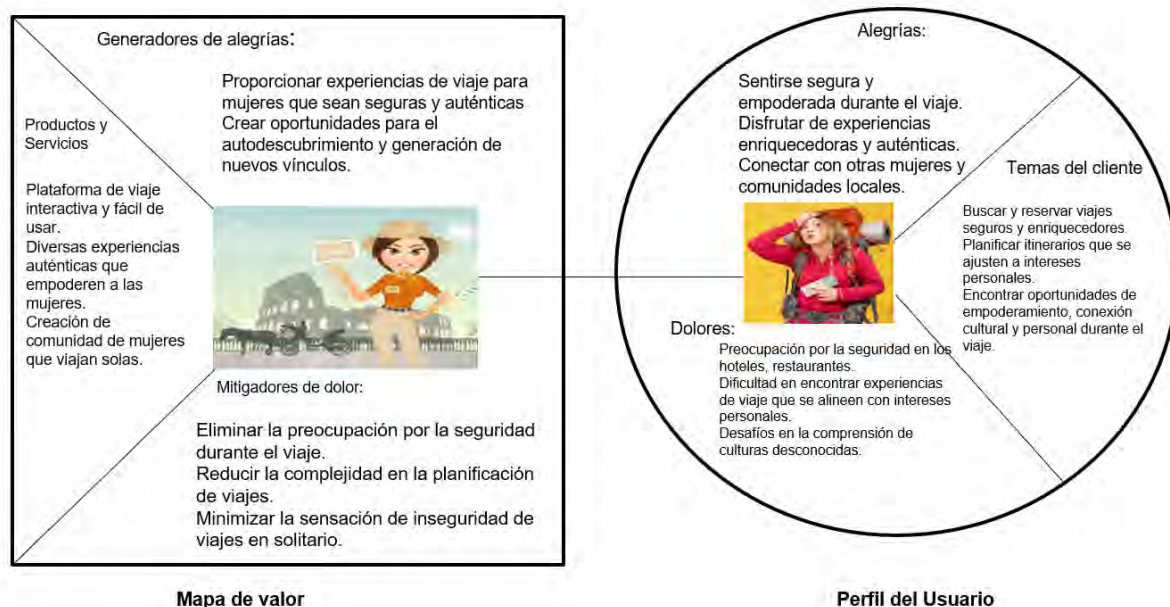 Generadores de alegrías:
Proporcionar experiencias de viaje para
mujeres que sean seguras y auténticas
Crear oportunidades para el
autodescubrimiento y generación de
nuevos vínculos.
Productos y
Servicios
Plataforma de viaje
interactiva y fácil de
usar.
Diversas experiencias
auténticas que
empoderen a las
mujeres.
Creación de
comunidad de mujeres
que viajan solas.
Mitigadores de dolor:
Eliminar la preocupación por la seguridad
durante el viaje.
Reducir la complejidad en la planificación
de viajes.
Minimizar la sensación de inseguridad de
viajes en solitario.
Mapa de valor
Alegrías:
Sentirse segura y
empoderada durante el viaje.
Disfrutar de experiencias
enriquecedoras y auténticas.
Conectar con otras mujeres y
comunidades locales.
Temas del cliente
Buscar y reservar viajes
seguros y enriquecedores.
Planificar itinerarios que se
ajusten a intereses
personales.
Encontrar oportunidades de
empoderamiento, conexión
cultural y personal durante el
viaje.
Dolores:
Preocupación por la seguridad en los
hoteles, restaurantes.
Dificultad en encontrar experiencias
de viaje que se alineen con intereses
personales.
Desafíos en la comprensión de
culturas desconocidas.
Perfil del Usuario